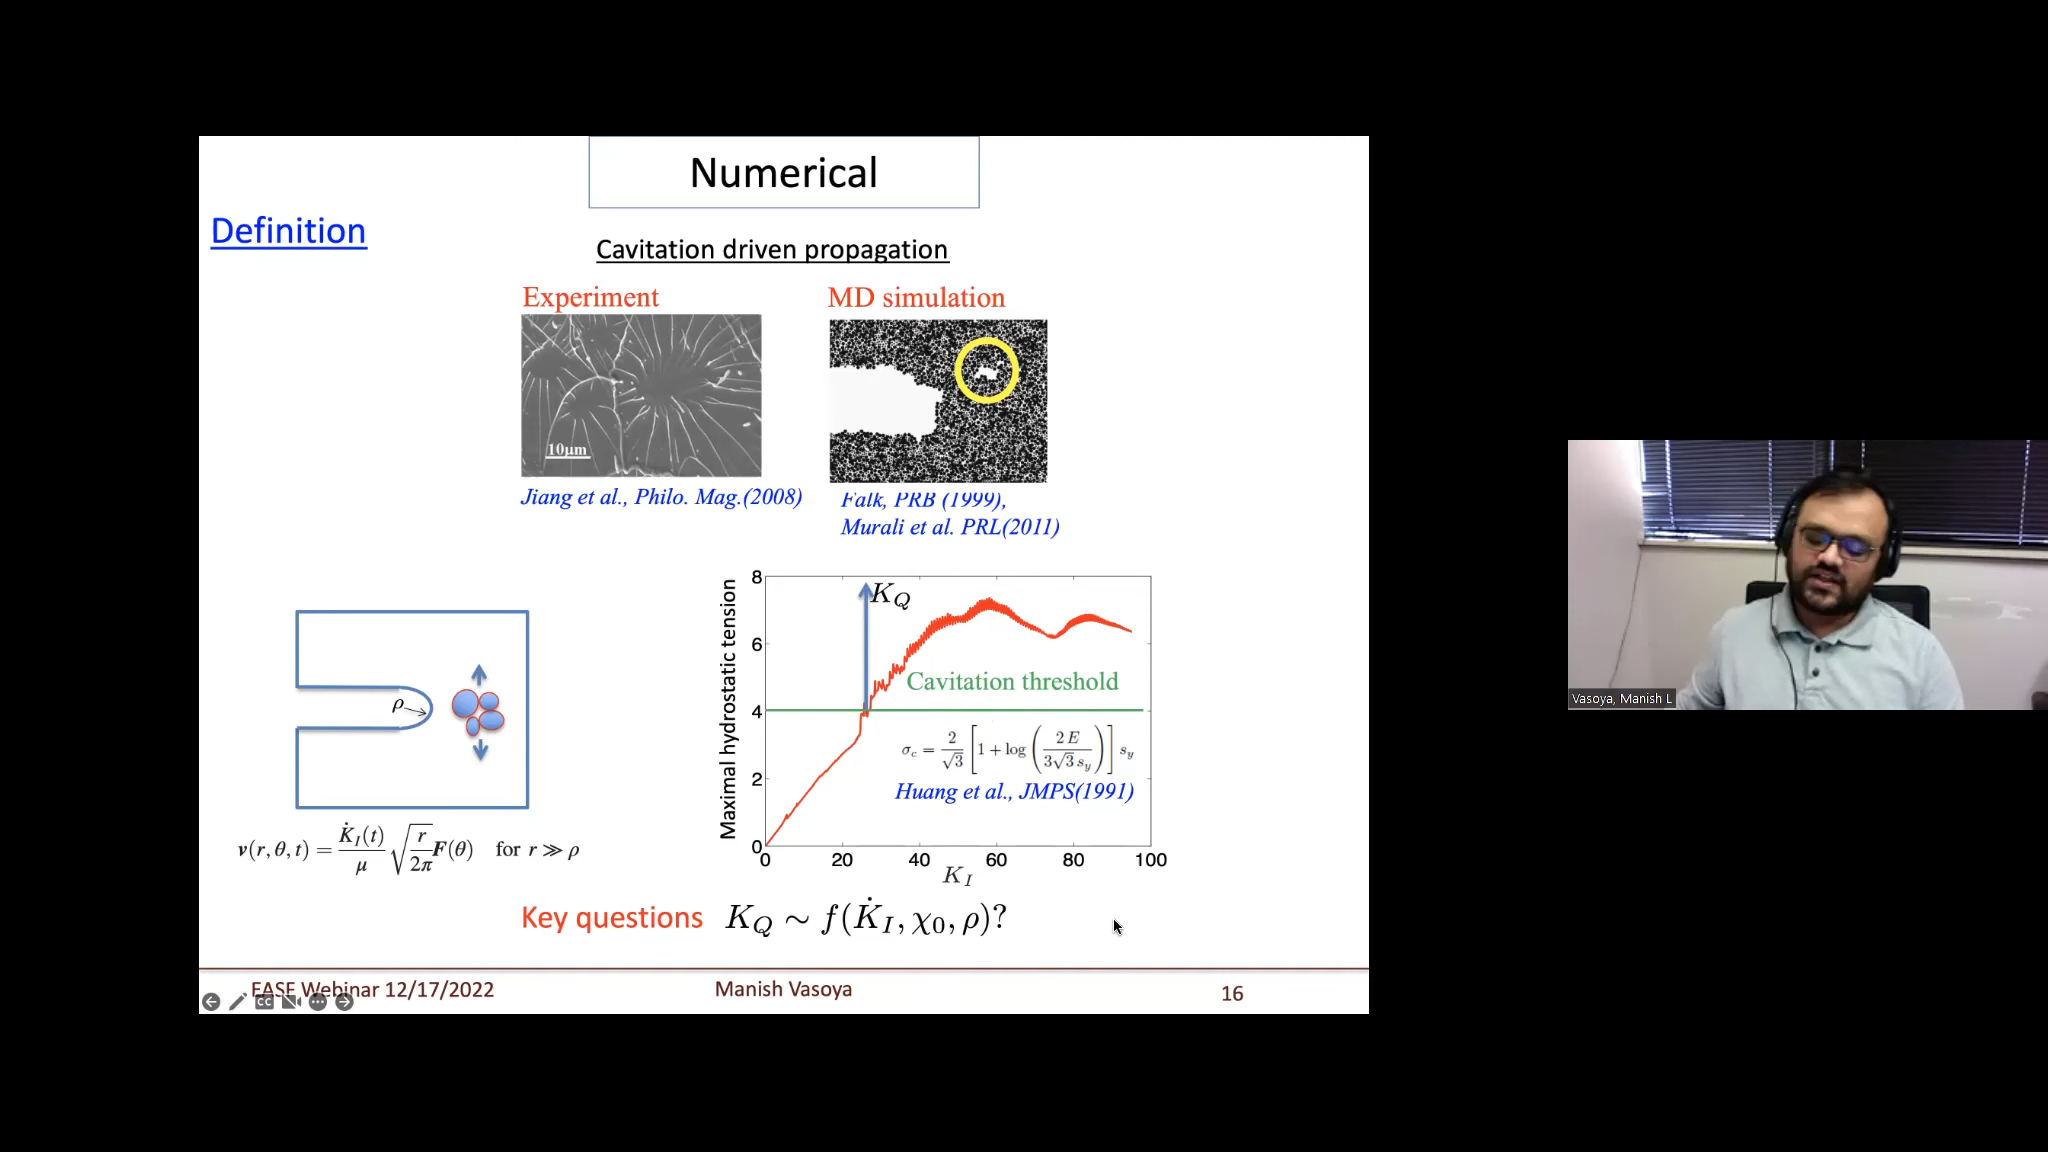 Numerical
Definition
Cavitation driven propagation
Experiment
MD simulation
10μm
Jiang et al., Philo. Mag.(2008)
Falk, PRB (1999),
Murali et al. PRL(2011)
ρ
v(r, θ, t) = K̇_I(t)/μ √(r/2π) F(θ) for r ≫ ρ
Maximal hydrostatic tension
8
6
4
2
0
K_Q
Cavitation threshold
σ_c = 2/√3 [1 + log (2 E/3√3 s_y)] s_y
Huang et al., JMPS(1991)
0 20 40 60 80 100
K_I
Key questions K_Q ∼ f(K̇_I, χ_0, ρ)?
EASE Webinar 12/17/2022
Manish Vasoya
16
CC
Vasoya, Manish L